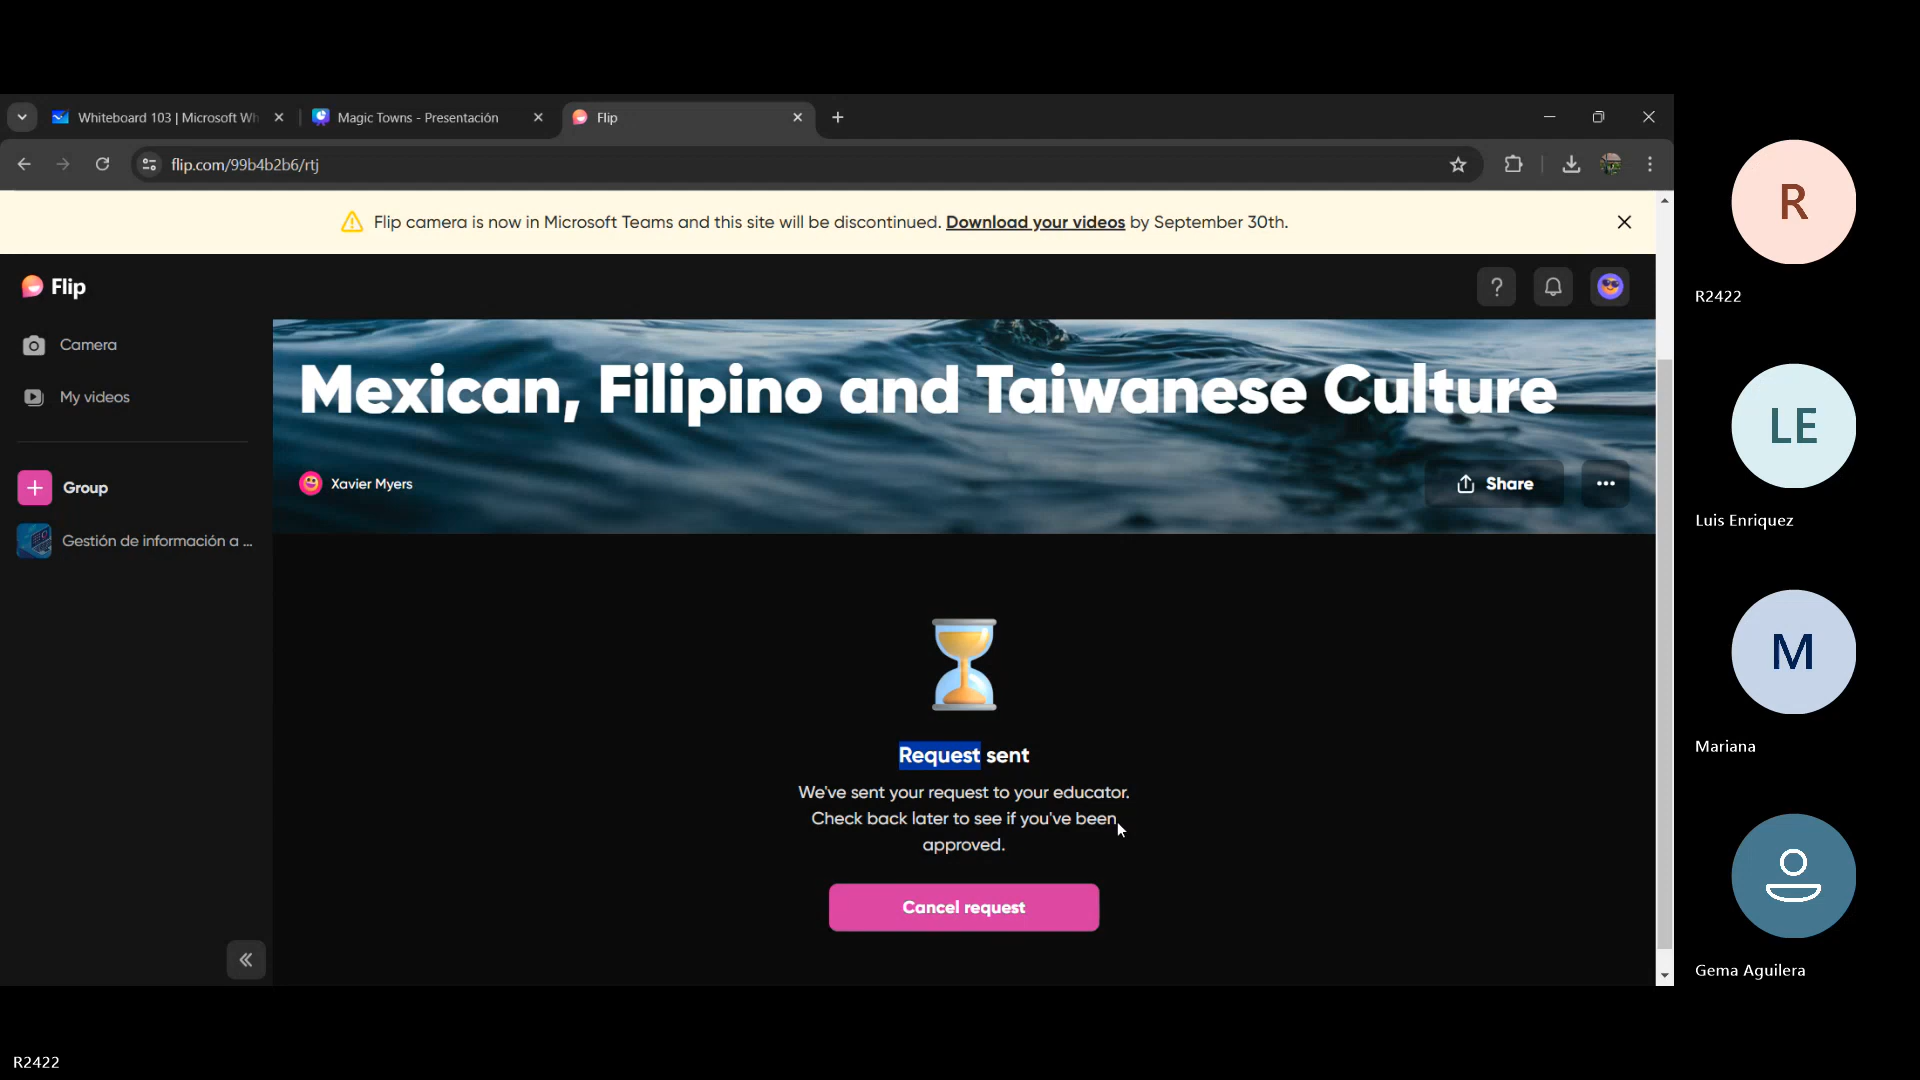 Whiteboard 103 | Microsoft Wh
Magic Towns - Presentación
Flip
flip.com/99b4b2b6/rtj
Flip camera is now in Microsoft Teams and this site will be discontinued. Download your videos by September 30th.
Flip
?
Camera
My videos
Group
Gestión de información a ...
Mexican, Filipino and Taiwanese Culture
Xavier Myers
Share
Request sent
We've sent your request to your educator.
Check back later to see if you've been
approved.
Cancel request
R
R2422
LE
Luis Enriquez
M
Mariana
Gema Aguilera
R2422